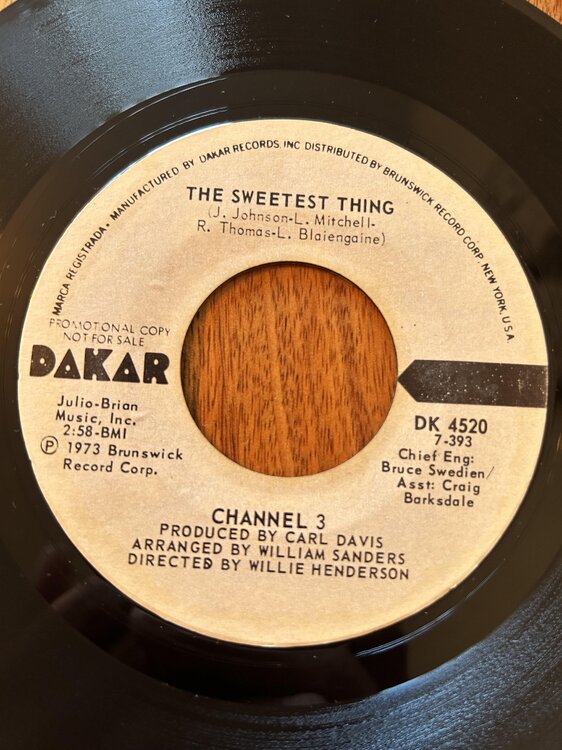 MARCA REGISTRADA - MANUFACTURED BY DAKAR RECORDS, INC DISTRIBUTED BY BRUNSWICK RECORD CORP. NEW YORK, U.S.A.
THE SWEETEST THING
(J. Johnson-L. Mitchell-
R. Thomas-L. Blaiengaine)
PROMOTIONAL COPY
NOT FOR SALE
DAKAR
Julio-Brian
Music, Inc.
2:58-BMI
Ⓟ 1973 Brunswick
Record Corp.
DK 4520
7-393
Chief Eng:
Bruce Swedien/
Asst: Craig
Barksdale
CHANNEL 3
PRODUCED BY CARL DAVIS
ARRANGED BY WILLIAM SANDERS
DIRECTED BY WILLIE HENDERSON